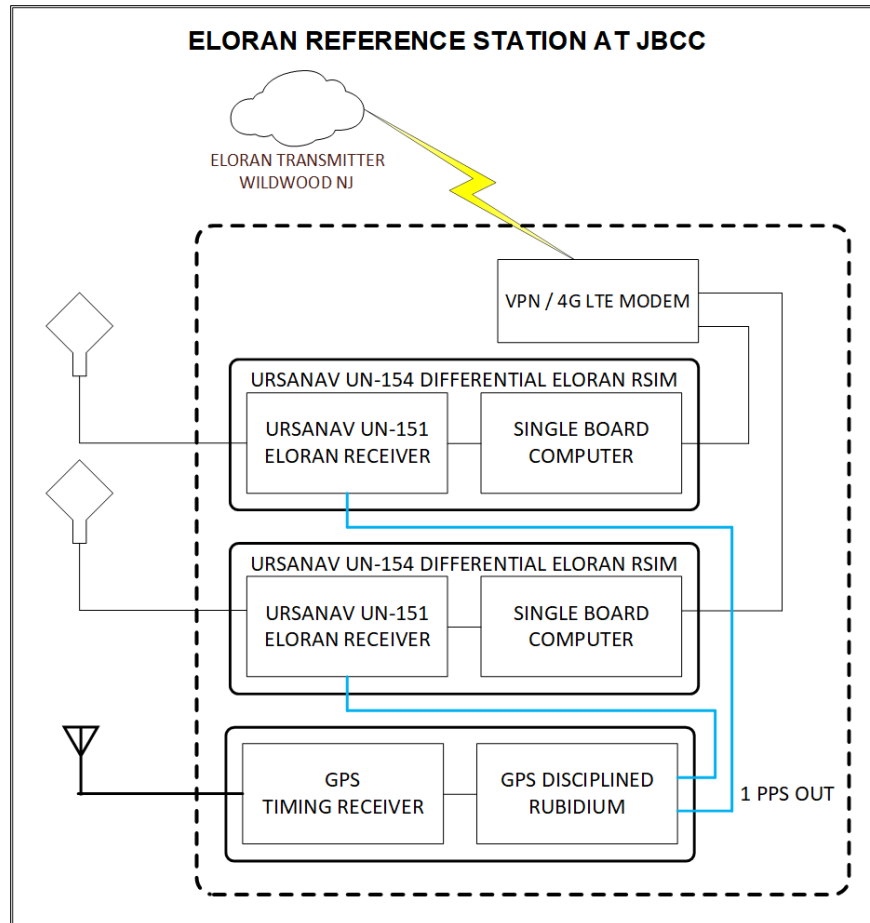 ELORAN REFERENCE STATION AT JBCC
ELORAN TRANSMITTER
WILDWOOD NJ
VPN / 4G LTE MODEM
URSANAV UN-154 DIFFERENTIAL ELORAN RSIM
URSANAV UN-151
ELORAN RECEIVER
SINGLE BOARD
COMPUTER
URSANAV UN-154 DIFFERENTIAL ELORAN RSIM
URSANAV UN-151
ELORAN RECEIVER
SINGLE BOARD
COMPUTER
GPS
TIMING RECEIVER
GPS DISCIPLINED
RUBIDIUM
1 PPS OUT